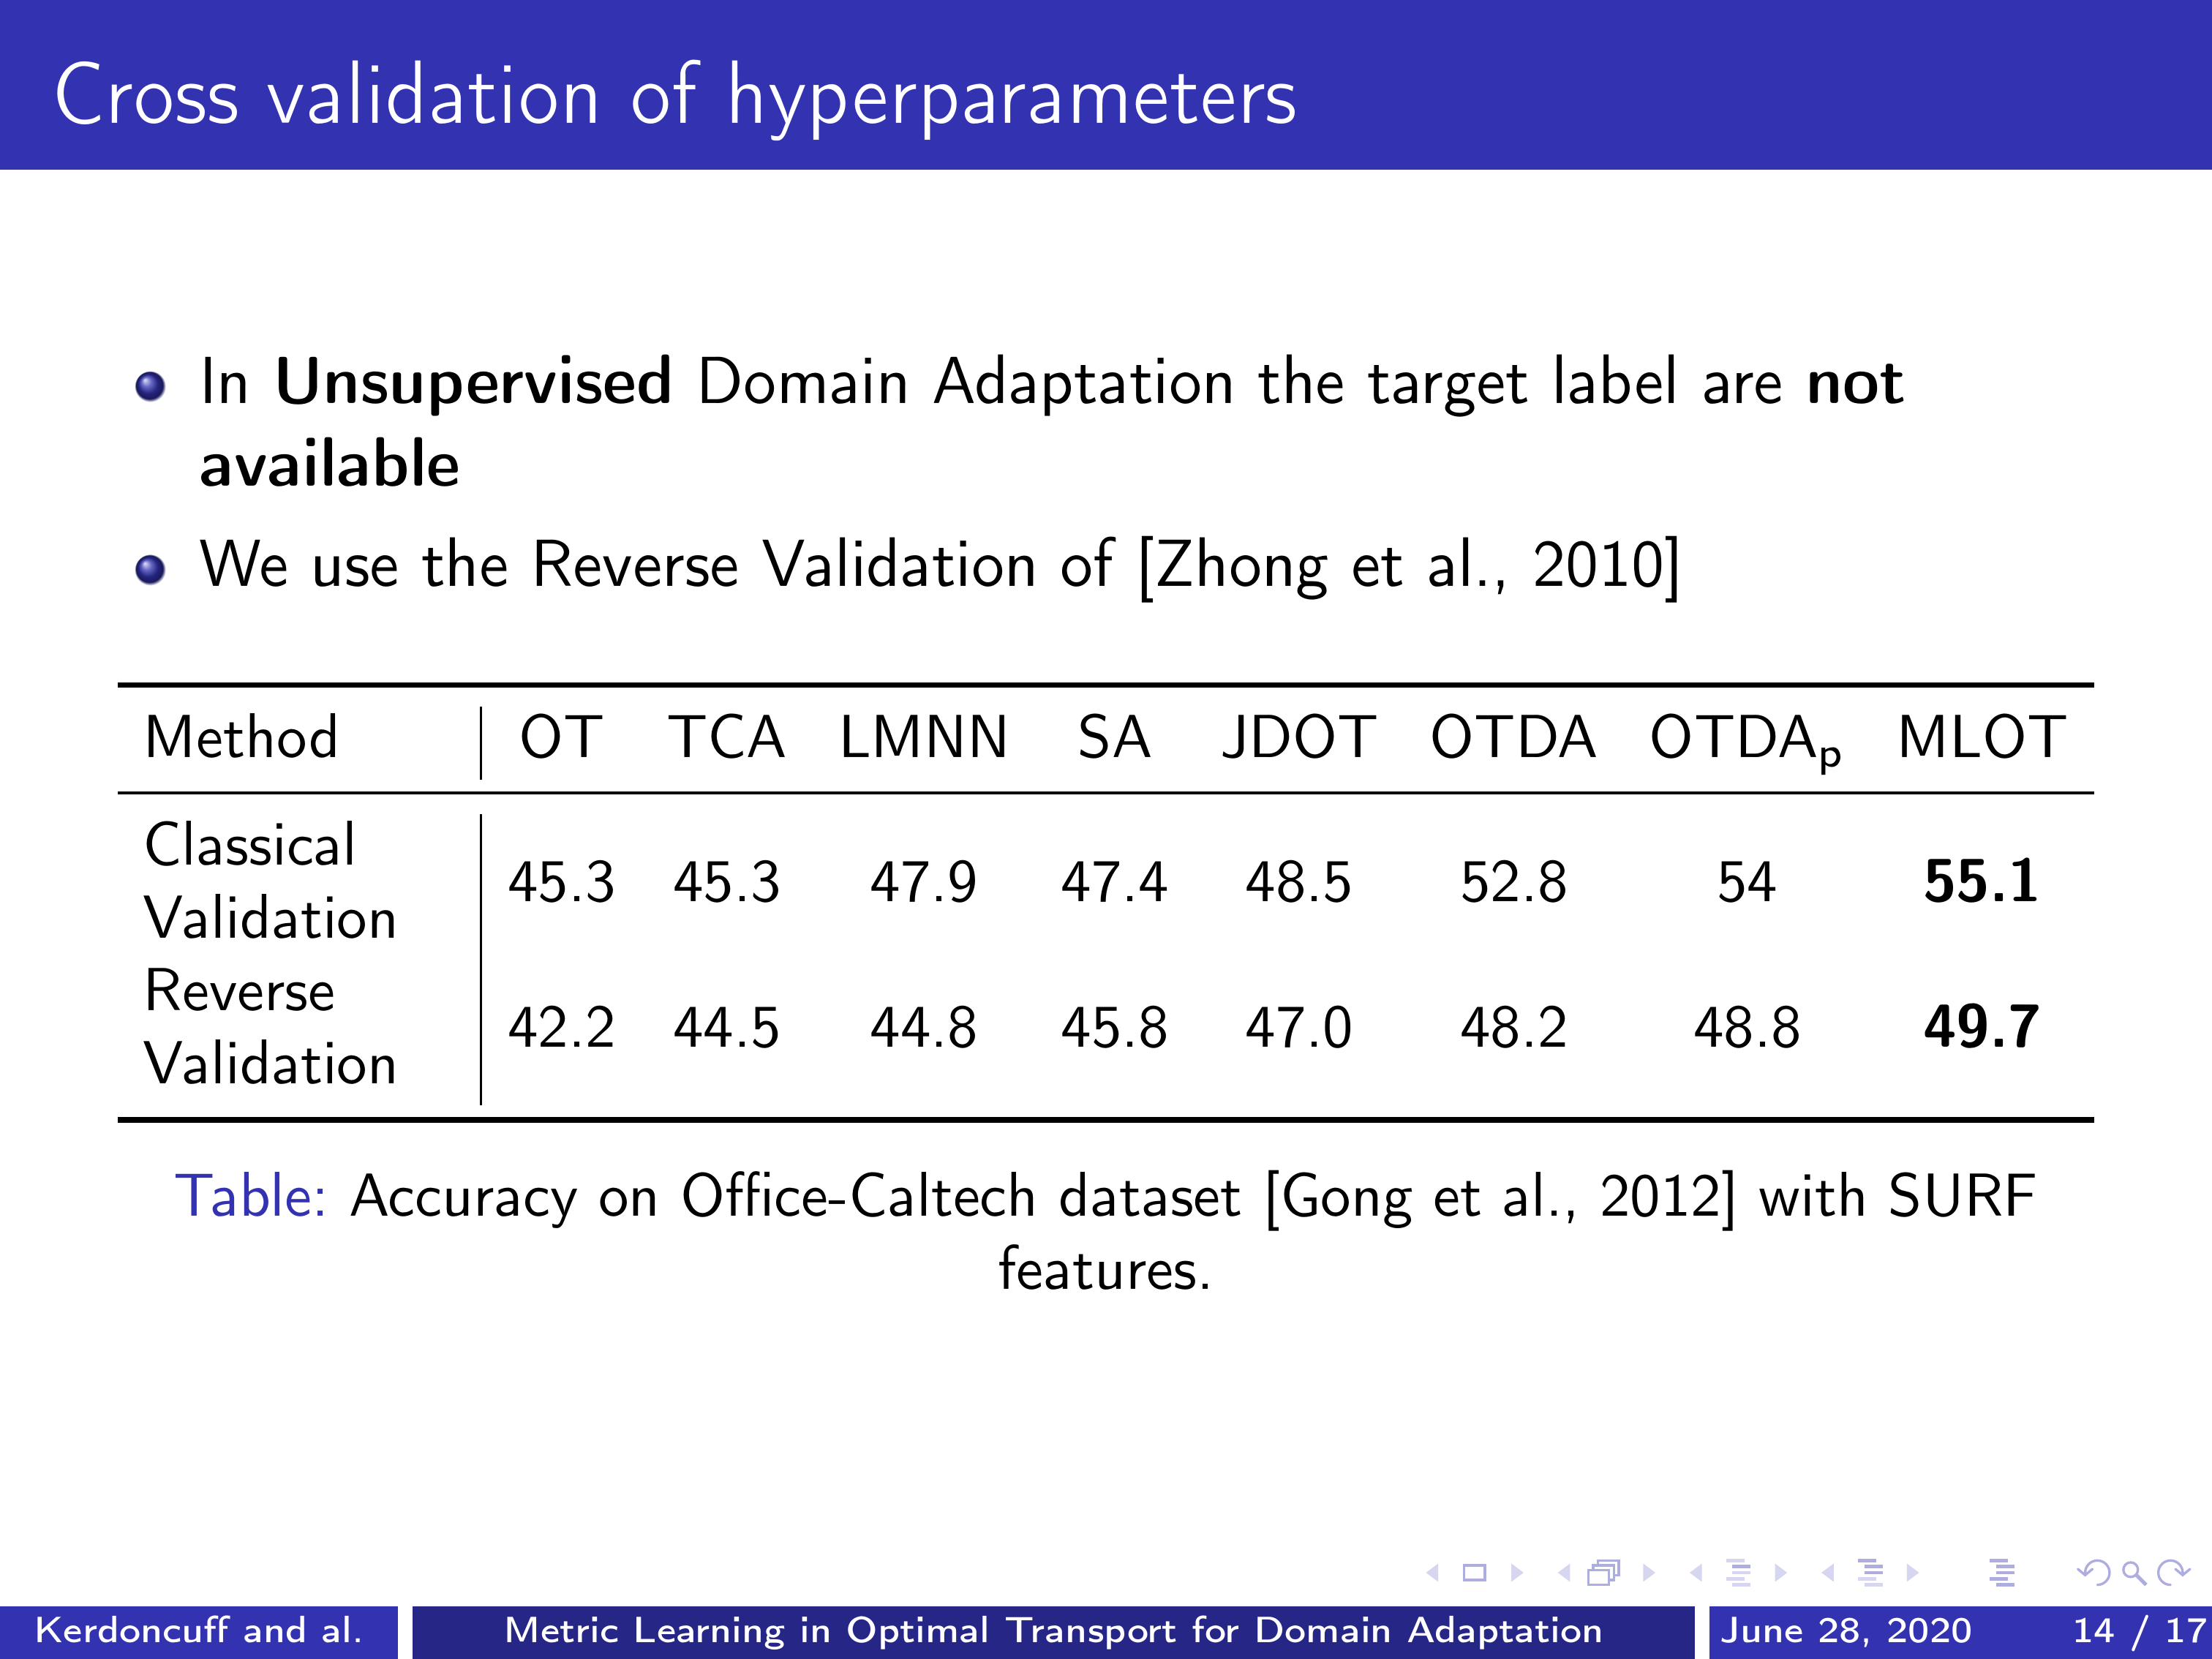 Cross validation of hyperparameters
In Unsupervised Domain Adaptation the target label are not
available
We use the Reverse Validation of [Zhong et al., 2010]
Method OT TCA LMNN SA JDOT OTDA OTDAp MLOT
Classical
Validation 45.3 45.3 47.9 47.4 48.5 52.8 54 55.1
Reverse
Validation 42.2 44.5 44.8 45.8 47.0 48.2 48.8 49.7
Table: Accuracy on Office-Caltech dataset [Gong et al., 2012] with SURF
features.
Kerdoncuff and al. Metric Learning in Optimal Transport for Domain Adaptation June 28, 2020 14 / 17